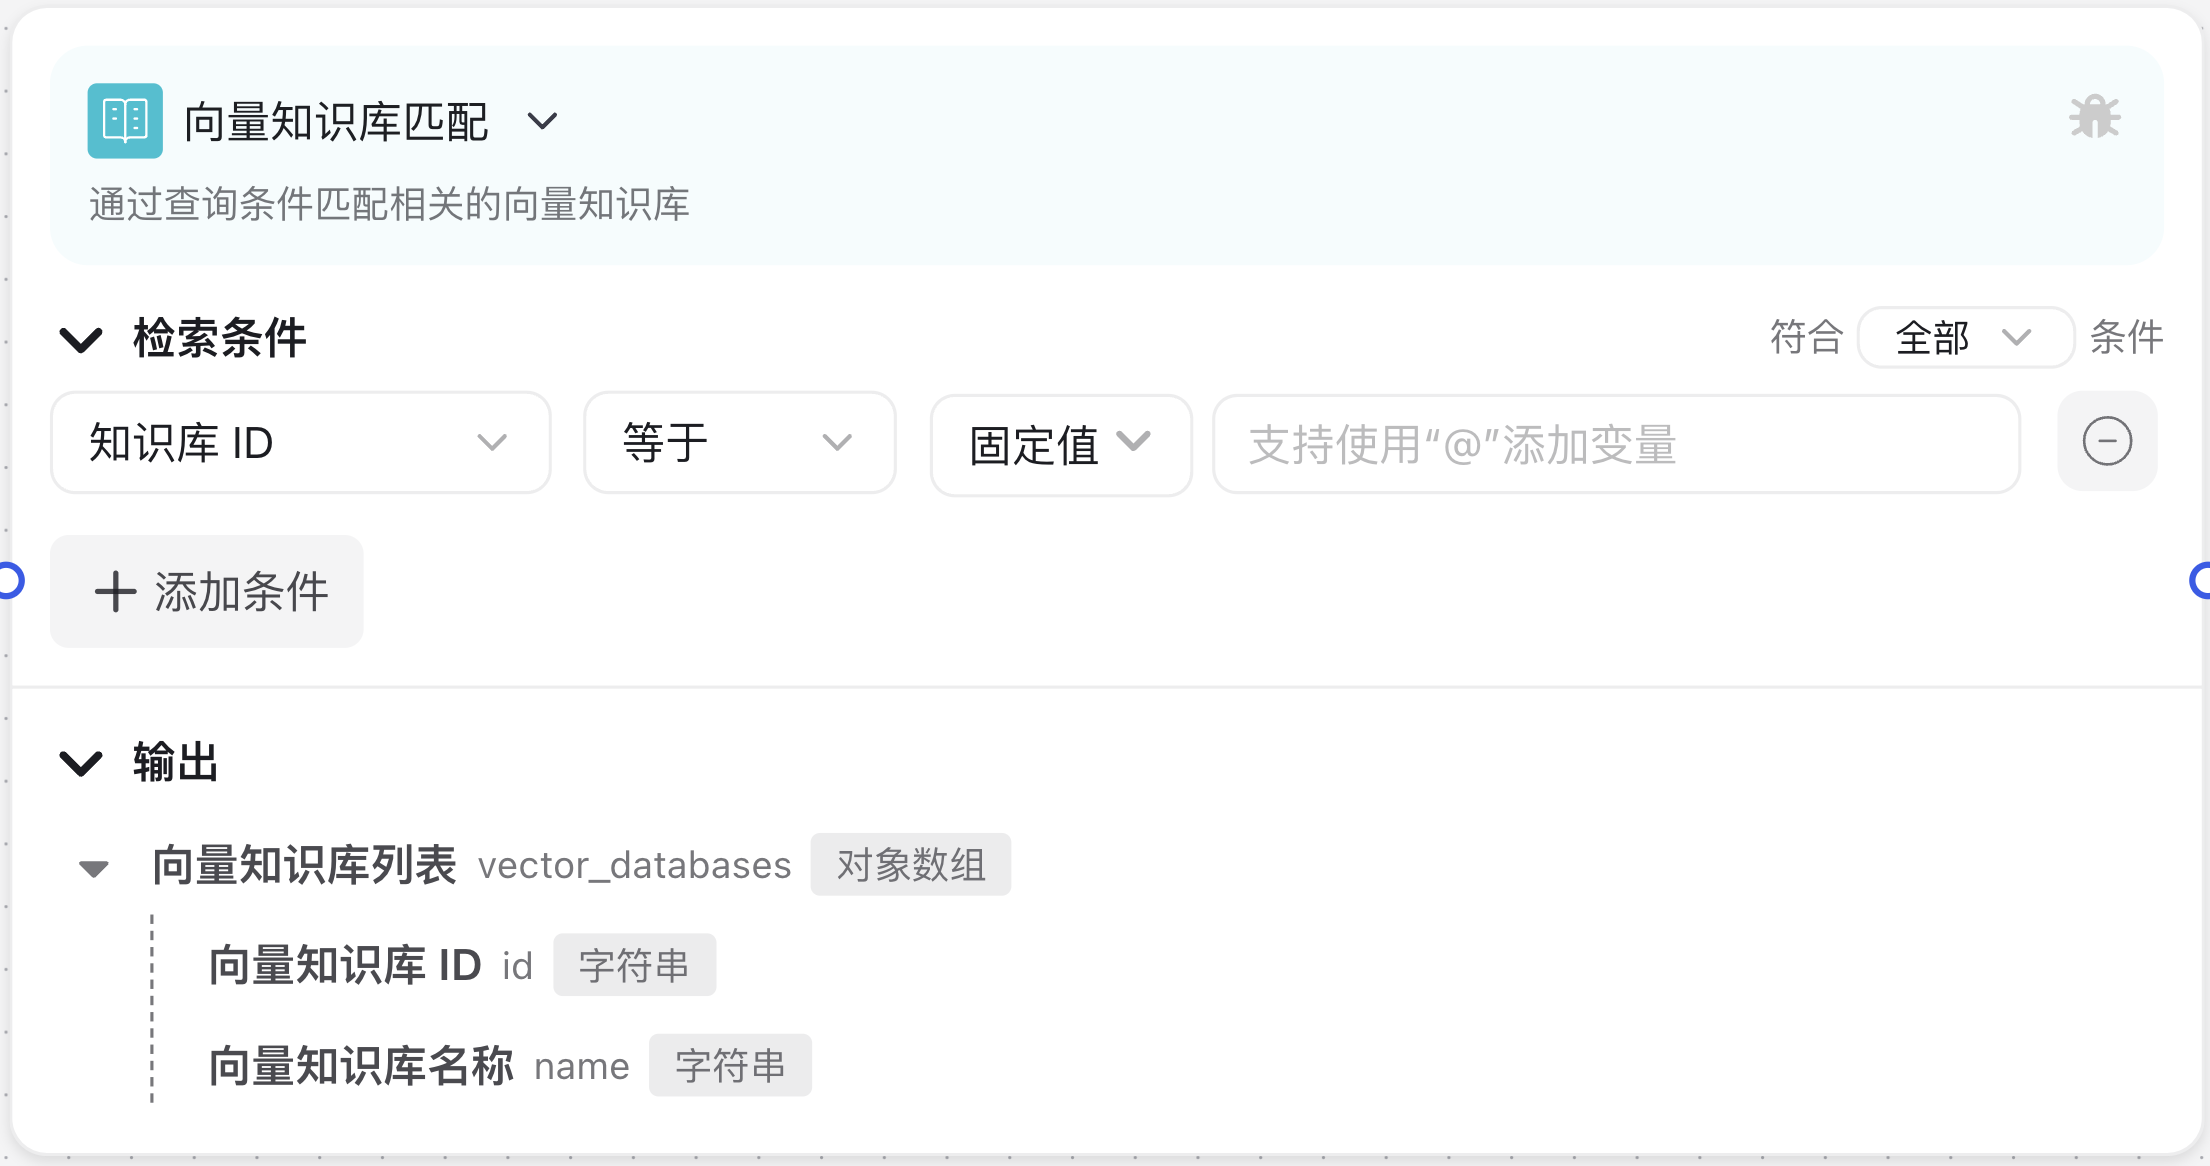 向量知识库匹配
通过查询条件匹配相关的向量知识库
检索条件 符合 全部 条件
知识库 ID 等于 固定值 支持使用“@”添加变量
添加条件
输出
向量知识库列表 vector_databases 对象数组
向量知识库 ID id 字符串
向量知识库名称 name 字符串